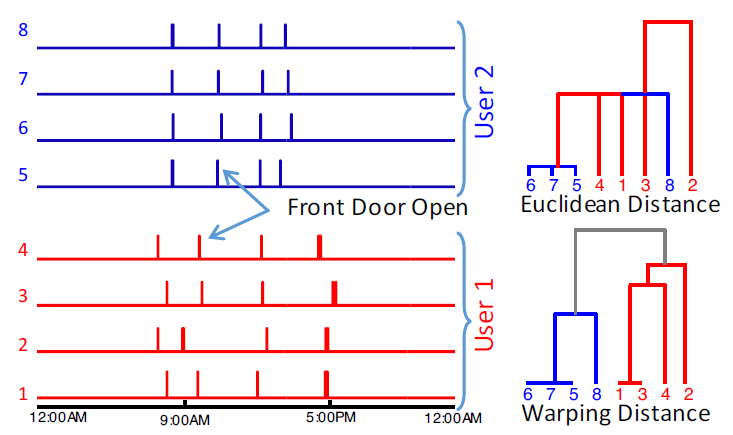 8
7
6
5
User 2
Front Door Open
4
3
2
1
User 1
12:00AM 9:00AM 5:00PM 12:00AM
6 7 5 4 1 3 8 2
Euclidean Distance
6 7 5 8 1 3 4 2
Warping Distance